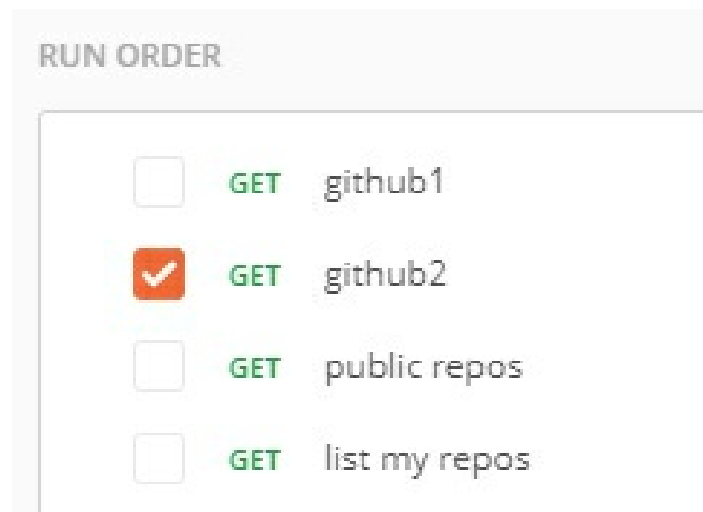 RUN ORDER
GET github1
GET github2
GET public repos
GET list my repos